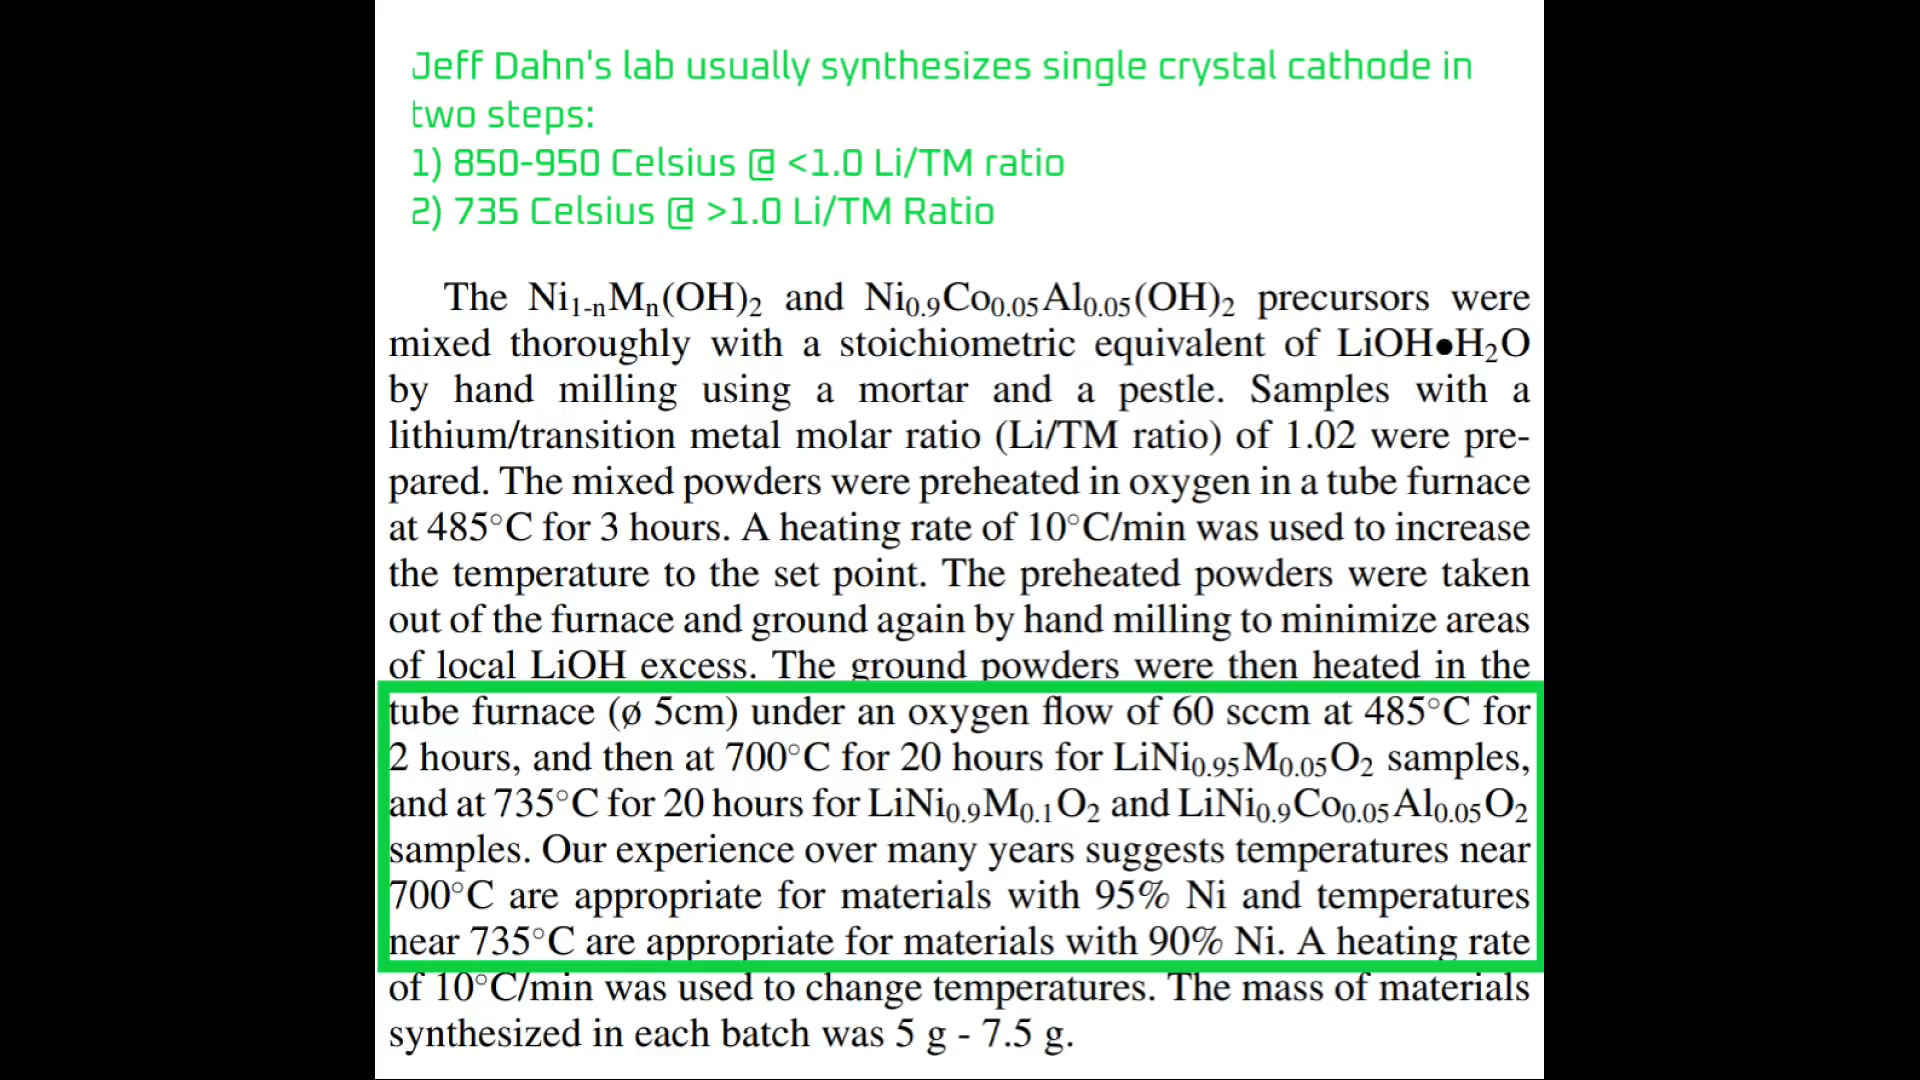 Jeff Dahn's lab usually synthesizes single crystal cathode in
two steps:
1) 850-950 Celsius @ <1.0 Li/TM ratio
2) 735 Celsius @ >1.0 Li/TM Ratio
The Ni₁₋ₙMₙ(OH)₂ and Ni₀.₉Co₀.₀₅Al₀.₀₅(OH)₂ precursors were
mixed thoroughly with a stoichiometric equivalent of LiOH●H₂O
by hand milling using a mortar and a pestle. Samples with a
lithium/transition metal molar ratio (Li/TM ratio) of 1.02 were pre-
pared. The mixed powders were preheated in oxygen in a tube furnace
at 485°C for 3 hours. A heating rate of 10°C/min was used to increase
the temperature to the set point. The preheated powders were taken
out of the furnace and ground again by hand milling to minimize areas
of local LiOH excess. The ground powders were then heated in the
tube furnace (ø 5cm) under an oxygen flow of 60 sccm at 485°C for
2 hours, and then at 700°C for 20 hours for LiNi₀.₉₅M₀.₀₅O₂ samples,
and at 735°C for 20 hours for LiNi₀.₉M₀.₁O₂ and LiNi₀.₉Co₀.₀₅Al₀.₀₅O₂
samples. Our experience over many years suggests temperatures near
700°C are appropriate for materials with 95% Ni and temperatures
near 735°C are appropriate for materials with 90% Ni. A heating rate
of 10°C/min was used to change temperatures. The mass of materials
synthesized in each batch was 5 g - 7.5 g.